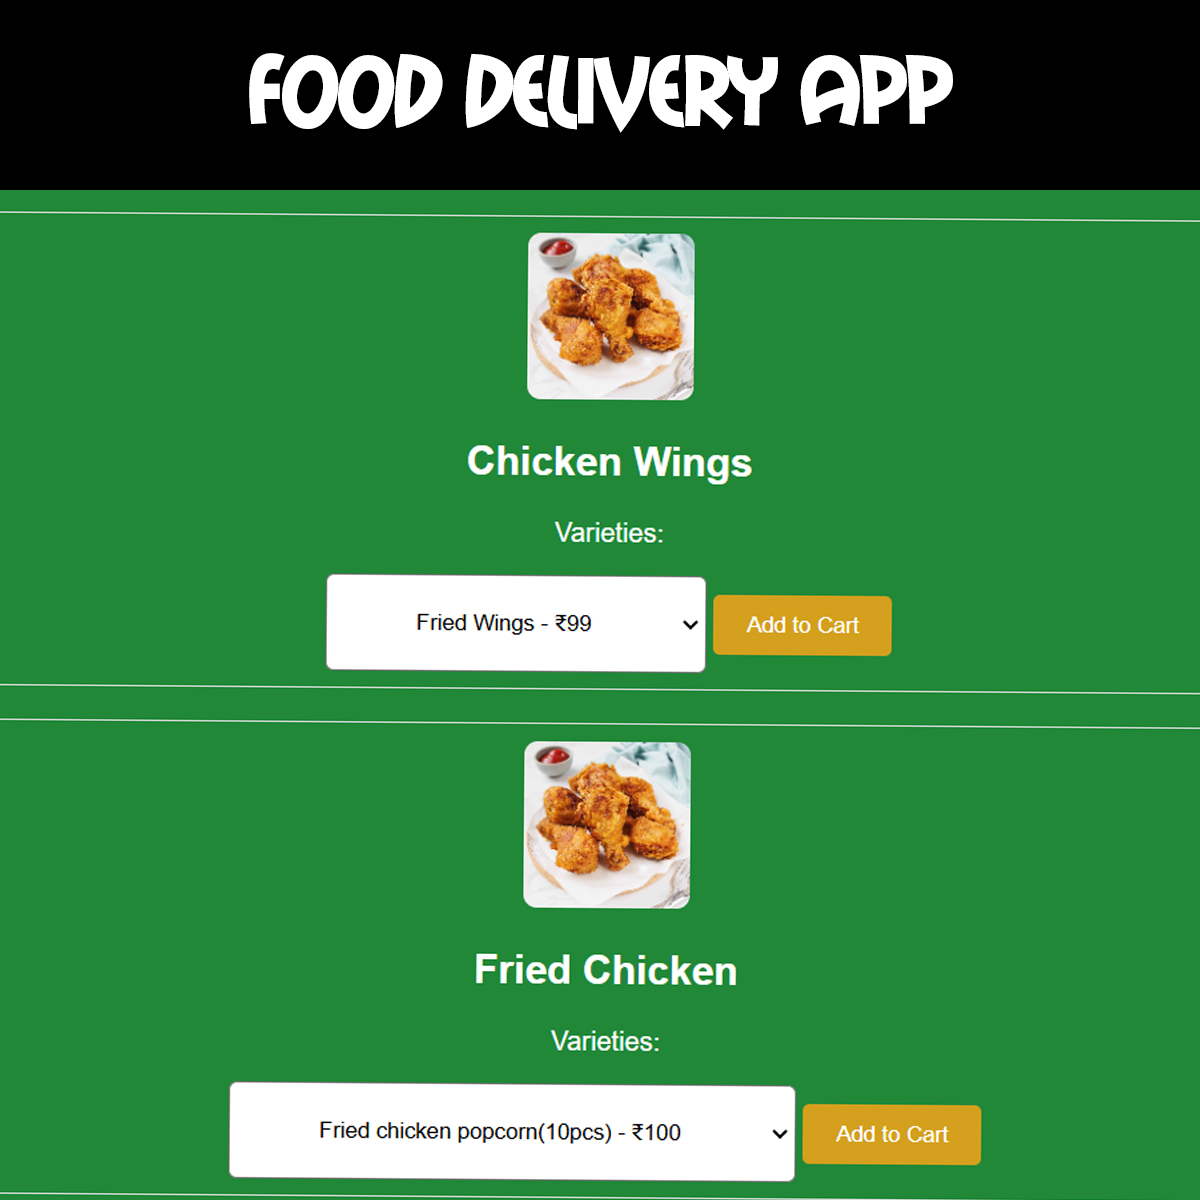 FOOD DELIVERY APP
Chicken Wings
Varieties:
Fried Wings - ₹99
Add to Cart
Fried Chicken
Varieties:
Fried chicken popcorn(10pcs) - ₹100
Add to Cart